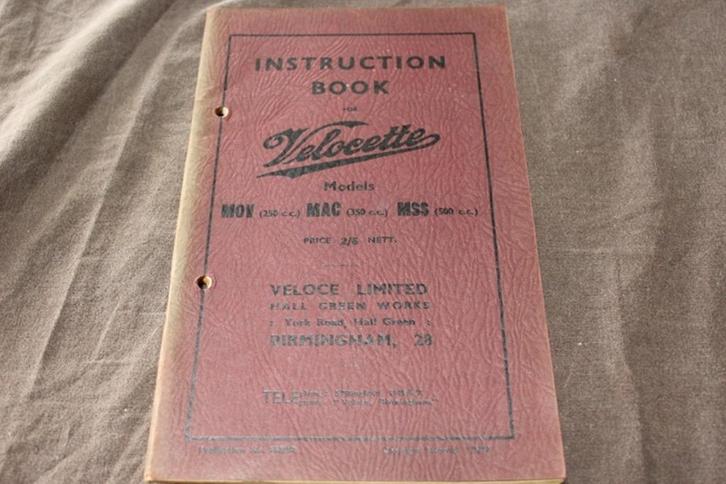 INSTRUCTION
BOOK
FOR
Velocette
Models
MOV (250 c.c.) MAC (350 c.c.) MSS (500 c.c.)
PRICE 2/6 NETT.
VELOCE LIMITED
HALL GREEN WORKS
: York Road, Hall Green :
BIRMINGHAM, 28
TELE